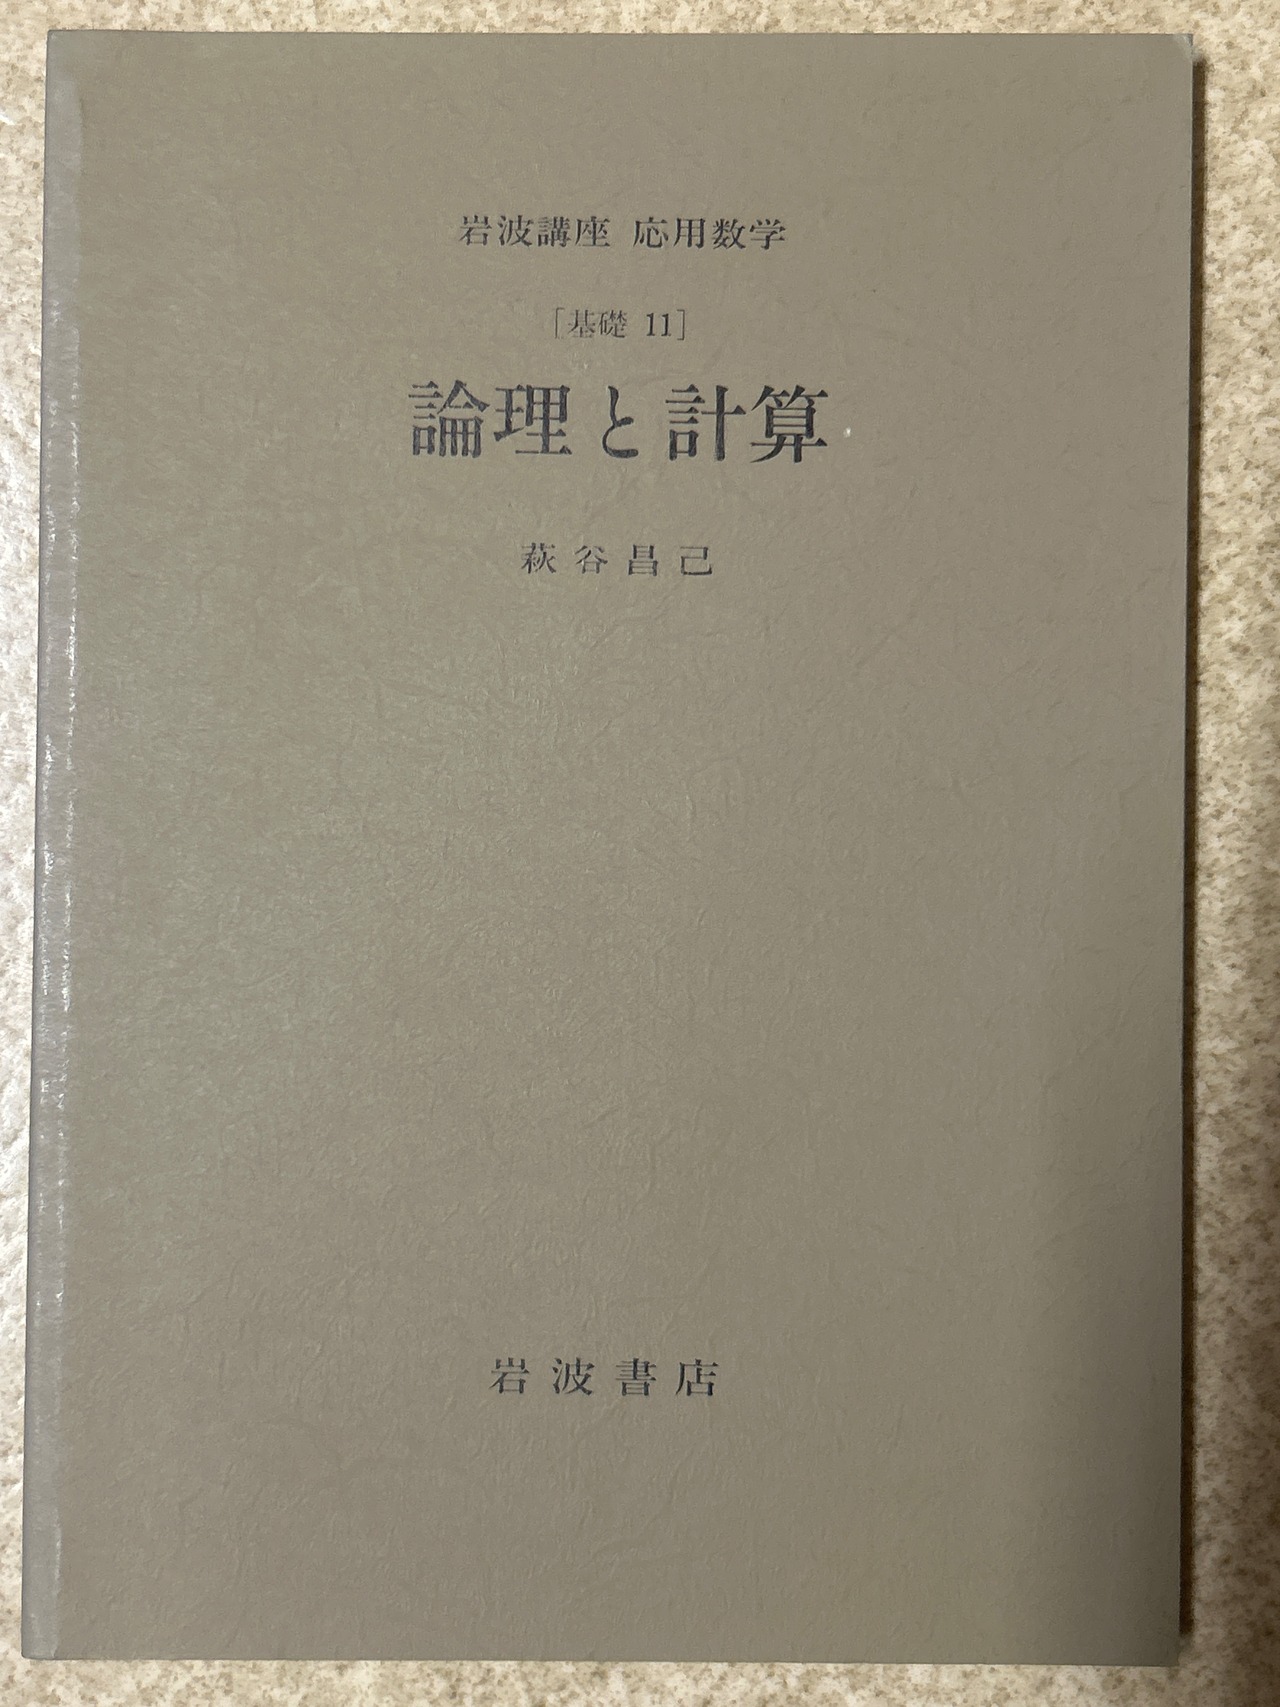 岩波講座 応用数学
[基礎 11]
論理と計算
萩谷昌己
岩波書店